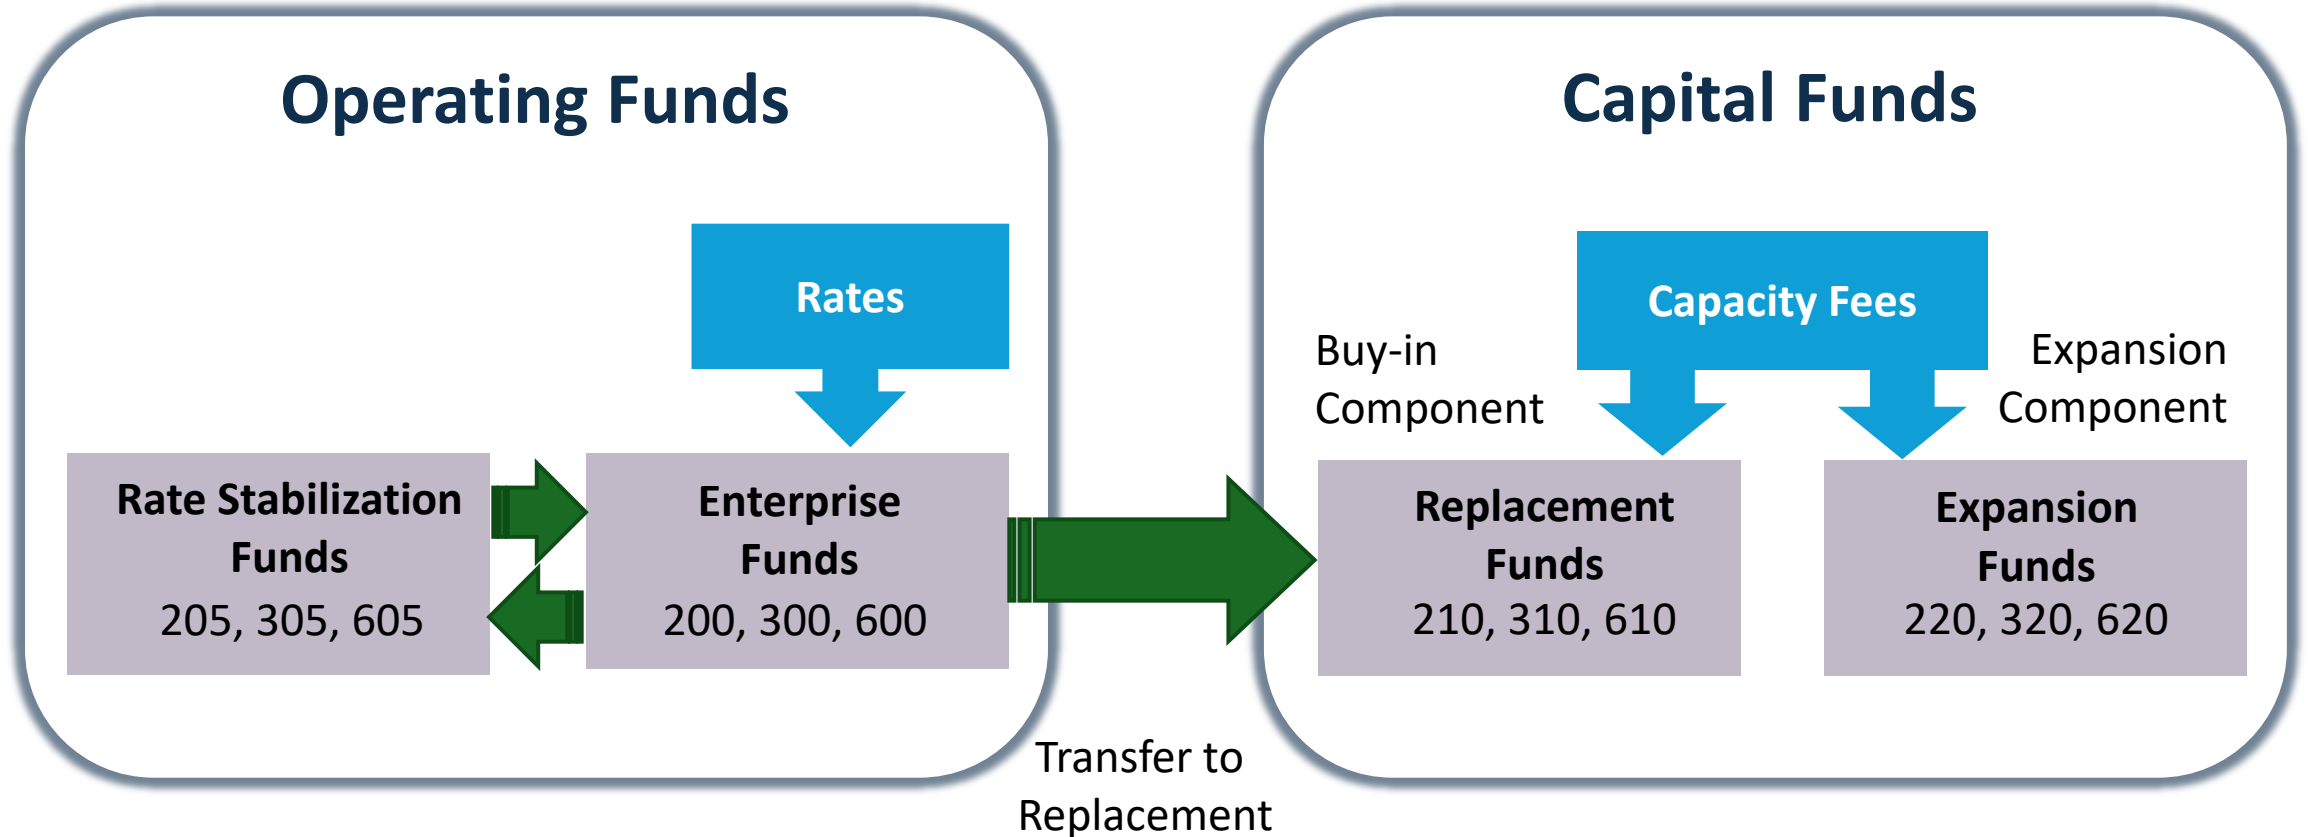 Operating Funds
Rates
Rate Stabilization
Funds
205, 305, 605
Enterprise
Funds
200, 300, 600
Transfer to
Replacement
Capital Funds
Capacity Fees
Buy-in
Component
Expansion
Component
Replacement
Funds
210, 310, 610
Expansion
Funds
220, 320, 620